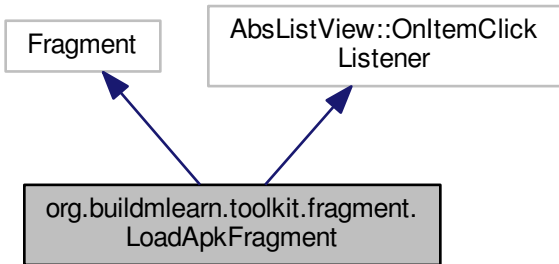 Fragment
AbsListView::OnItemClick
Listener
org.buildmlearn.toolkit.fragment.
LoadApkFragment